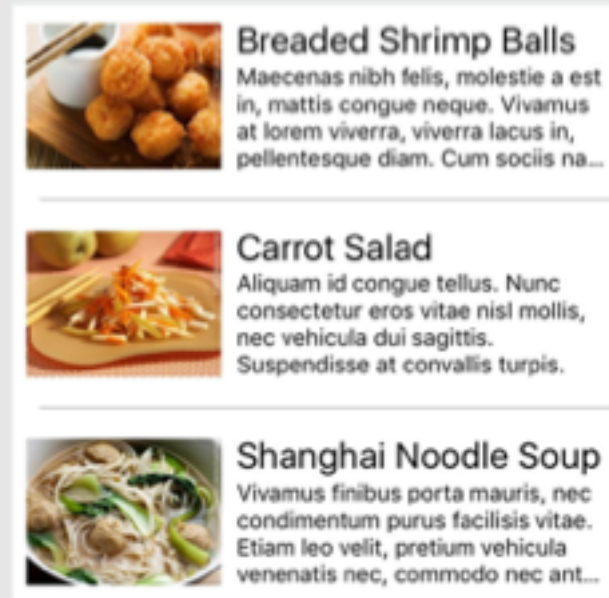 Breaded Shrimp Balls
Maecenas nibh felis, molestie a est
in, mattis congue neque. Vivamus
at lorem viverra, viverra lacus in,
pellentesque diam. Cum sociis na...
Carrot Salad
Aliquam id congue tellus. Nunc
consectetur eros vitae nisl mollis,
nec vehicula dui sagittis.
Suspendisse at convallis turpis.
Shanghai Noodle Soup
Vivamus finibus porta mauris, nec
condimentum purus facilisis vitae.
Etiam leo velit, pretium vehicula
venenatis nec, commodo nec ant...